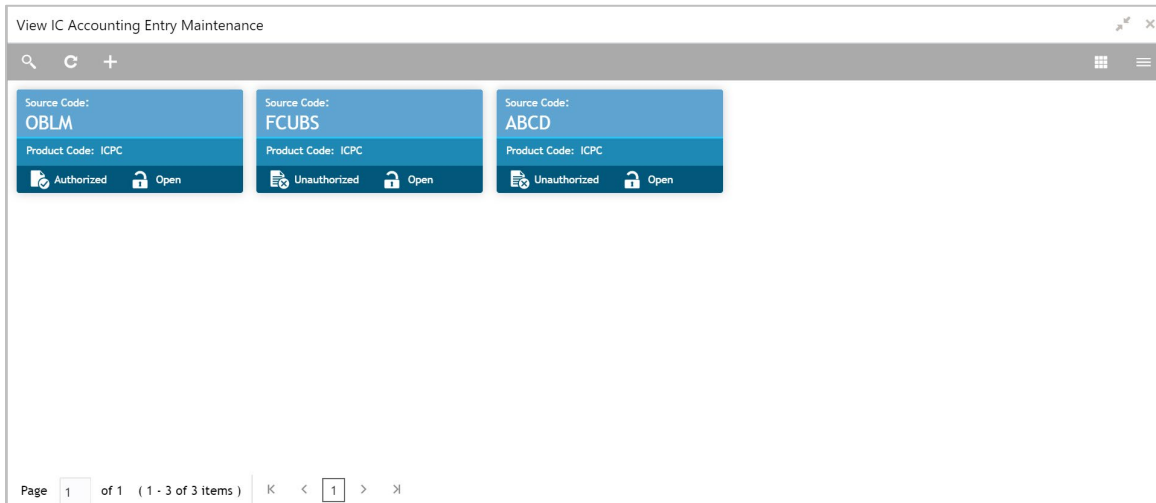 View IC Accounting Entry Maintenance
Source Code:
OBLM
Product Code: ICPC
Authorized Open
Source Code:
FCUBS
Product Code: ICPC
Unauthorized Open
Source Code:
ABCD
Product Code: ICPC
Unauthorized Open
Page 1 of 1 ( 1 - 3 of 3 items ) 1